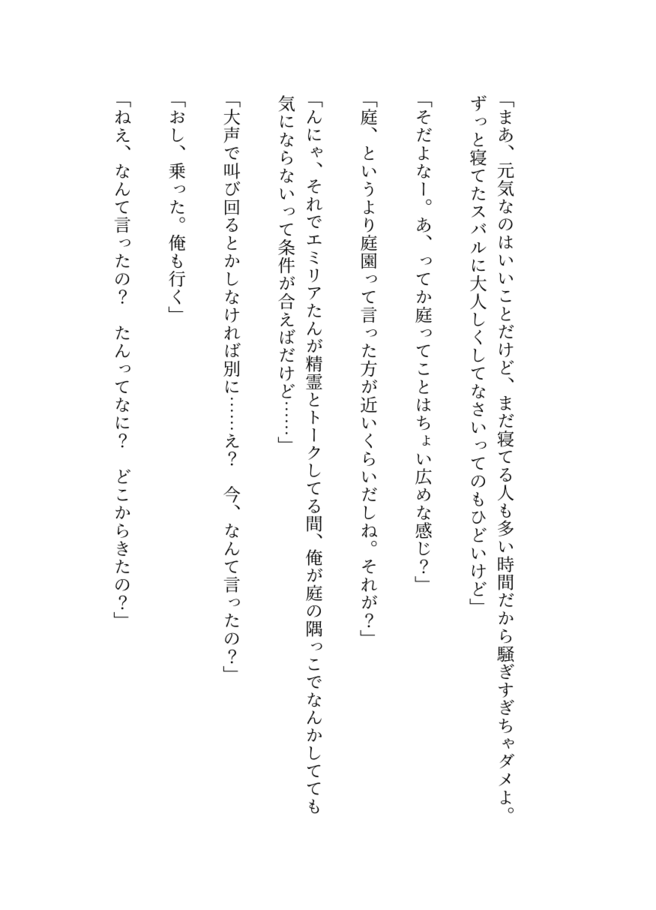 「まあ、元気なのはいいことだけど、まだ寝てる人も多い時間だから騒ぎすぎちゃダメよ。
ずっと寝てたスバルに大人しくしてなさいってのもひどいけど」
「そだよなー。あ、ってか庭ってことはちょい広めな感じ？」
「庭、というより庭園って言った方が近いくらいだしね。それが？」
「んにゃ、それでエミリアたんが精霊とトークしてる間、俺が庭の隅っこでなんかしてても
気にならないって条件が合えばだけど……」
「大声で叫び回るとかしなければ別に……え？　今、なんて言ったの？」
「おし、乗った。俺も行く」
「ねえ、なんて言ったの？　たんってなに？　どこからきたの？」